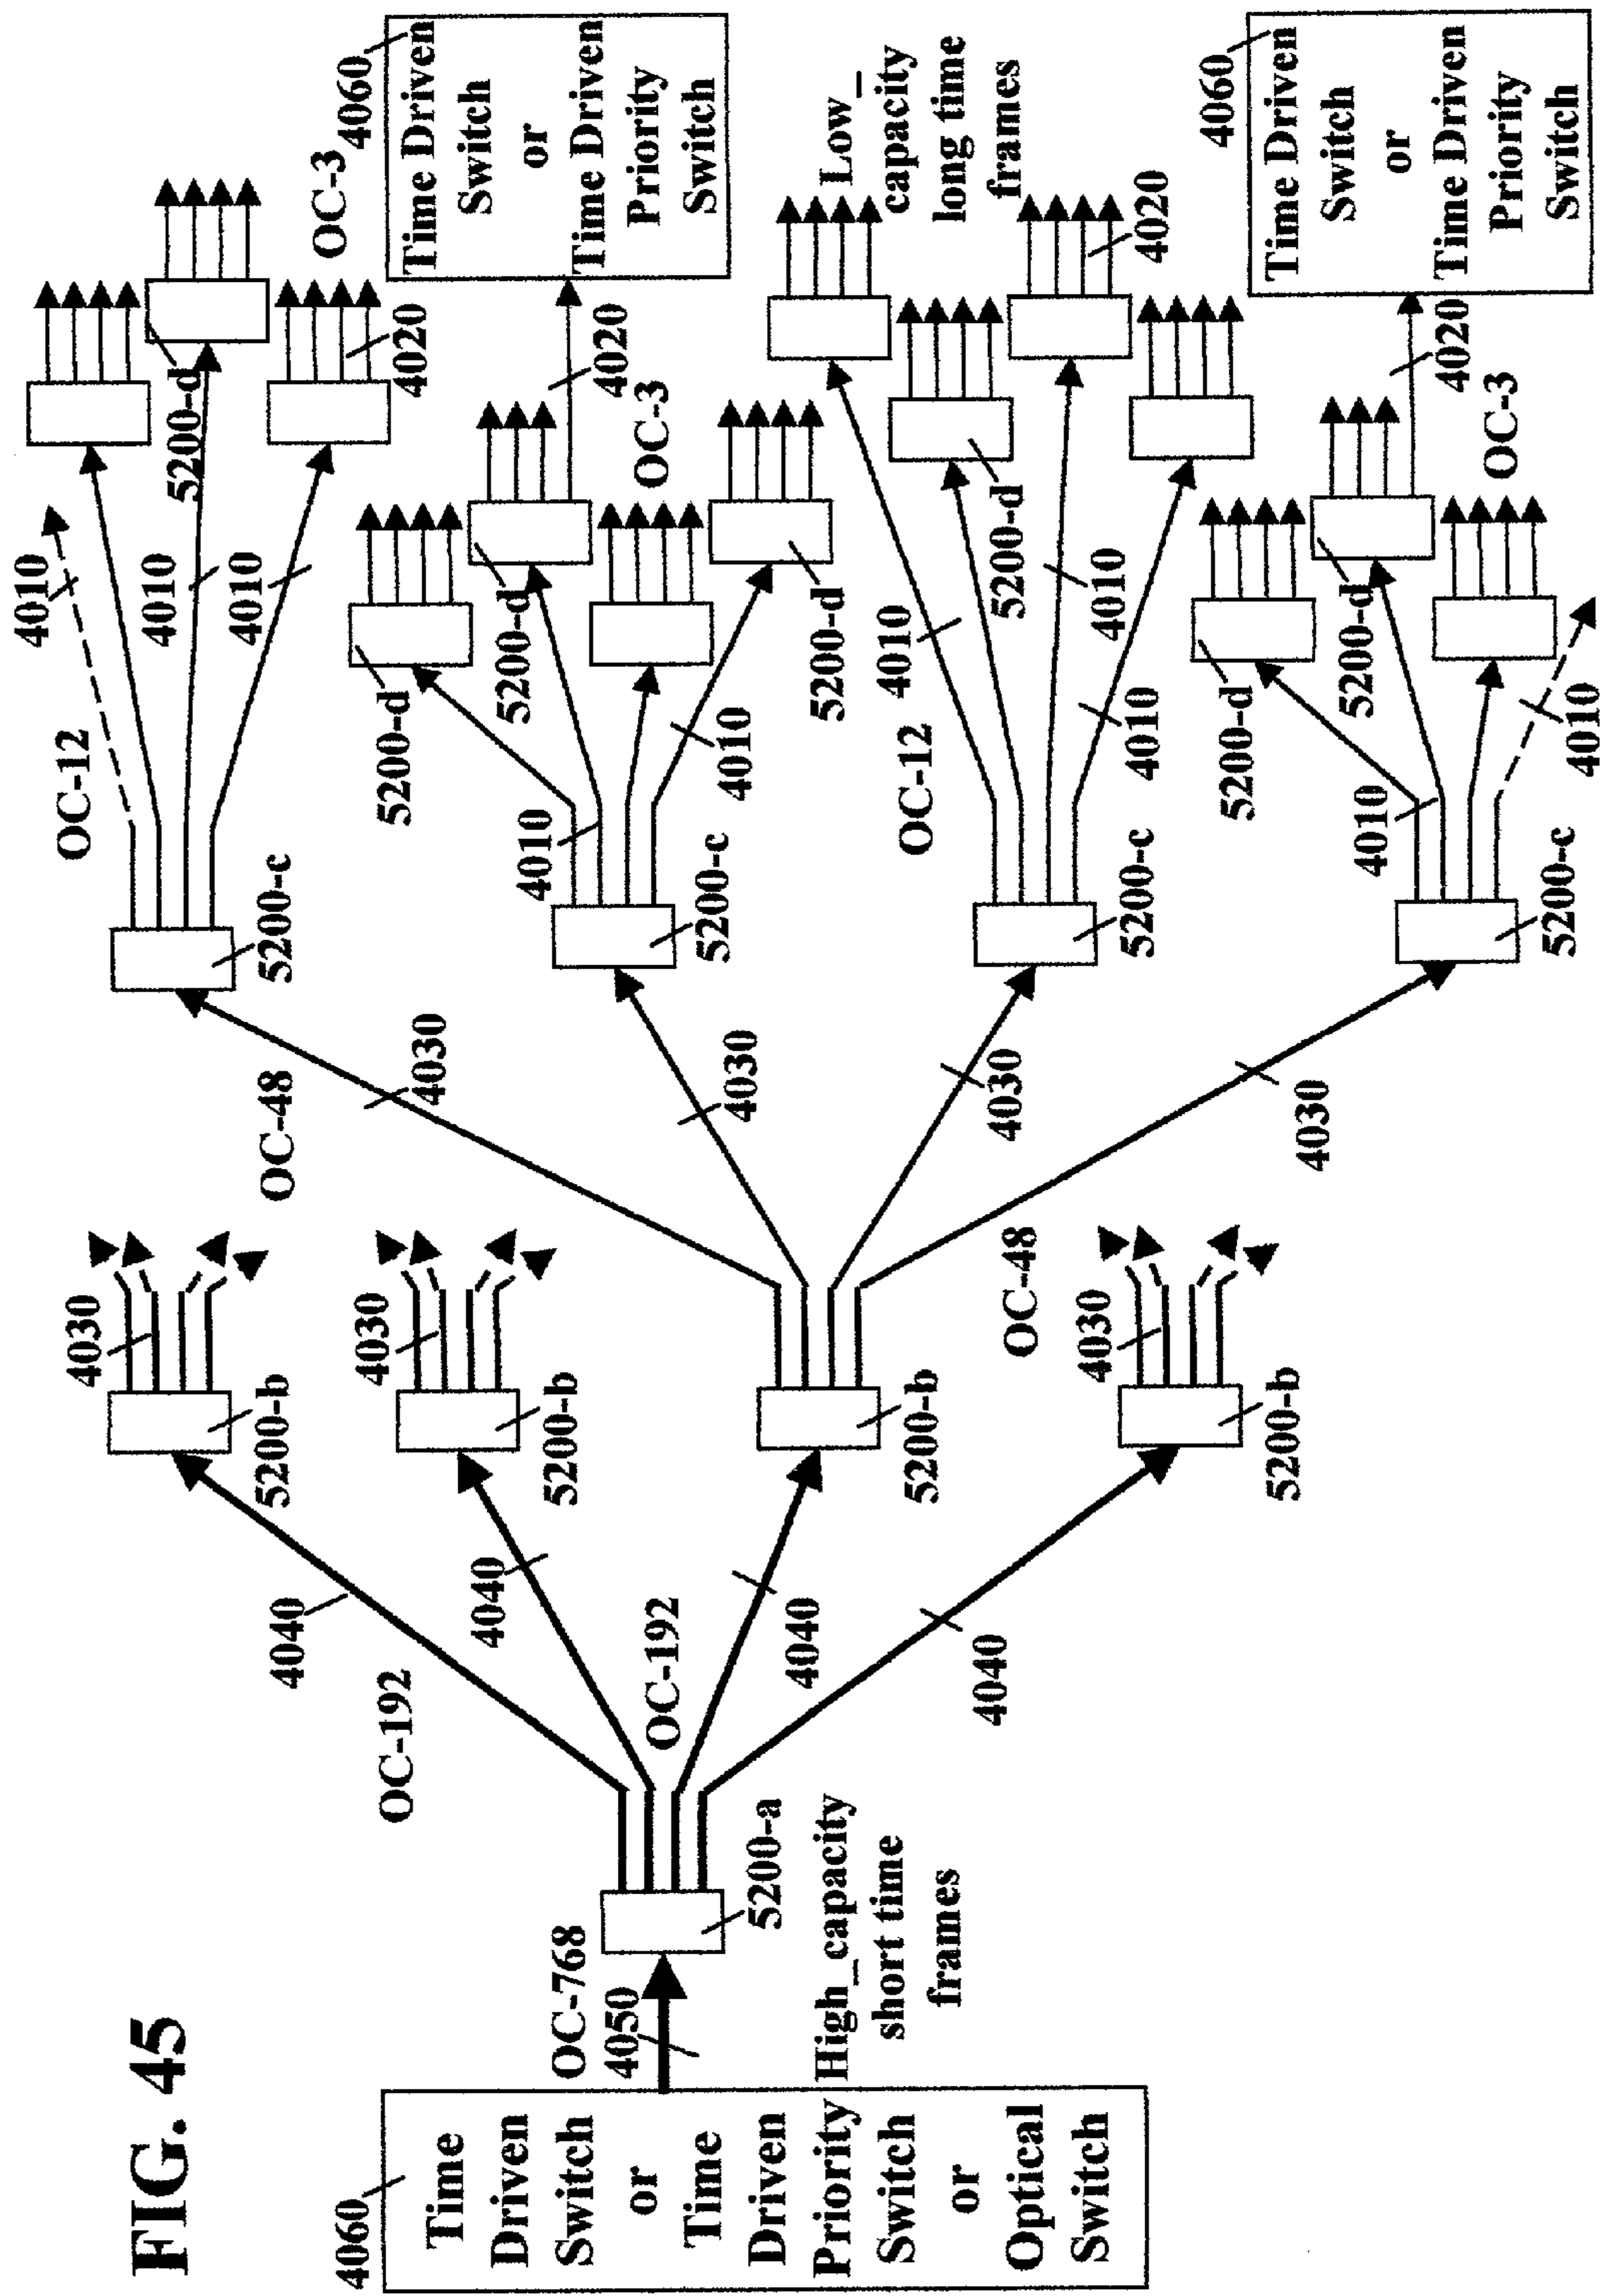 FIG. 45
4060
Time
Driven
Switch
or
Time
Driven
Priority
Switch
or
Optical
Switch
OC-768
4050
High_capacity
short time
frames
5200-a
OC-192
4040
4040
OC-192
4040
4040
4030
5200-b
4030
5200-b
5200-b
OC-48
4030
5200-b
OC-48
4030
4030
4030
4030
5200-c
OC-12
4010
4010
4010
5200-d
4020
OC-3
4060
Time Driven
Switch
or
Time Driven
Priority
Switch
5200-c
4010
5200-d
5200-d
4010
5200-d
4020
OC-3
5200-c
OC-12
4010
5200-d
4010
4010
Low_
capacity
long time
frames
4020
5200-c
4010
5200-d
5200-d
4010
4020
OC-3
4060
Time Driven
Switch
or
Time Driven
Priority
Switch